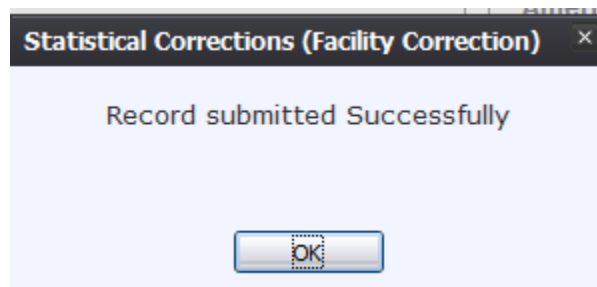 Statistical Corrections (Facility Correction)
Record submitted Successfully
OK